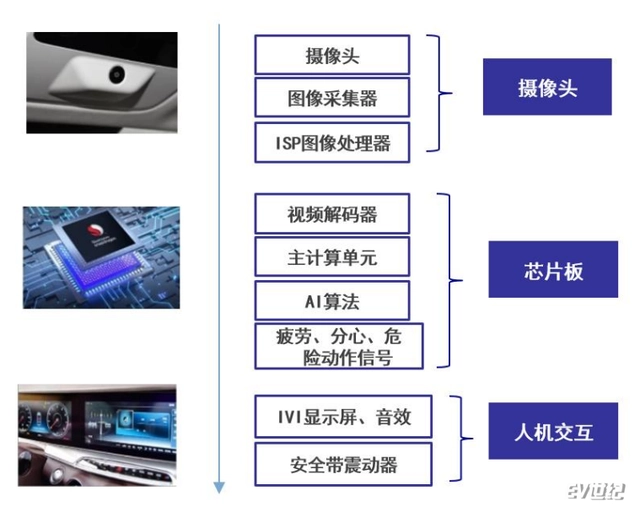 摄像头
图像采集器
ISP图像处理器
摄像头
视频解码器
主计算单元
AI算法
疲劳、分心、危
险动作信号
芯片板
IVI显示屏、音效
安全带震动器
人机交互
EV世纪